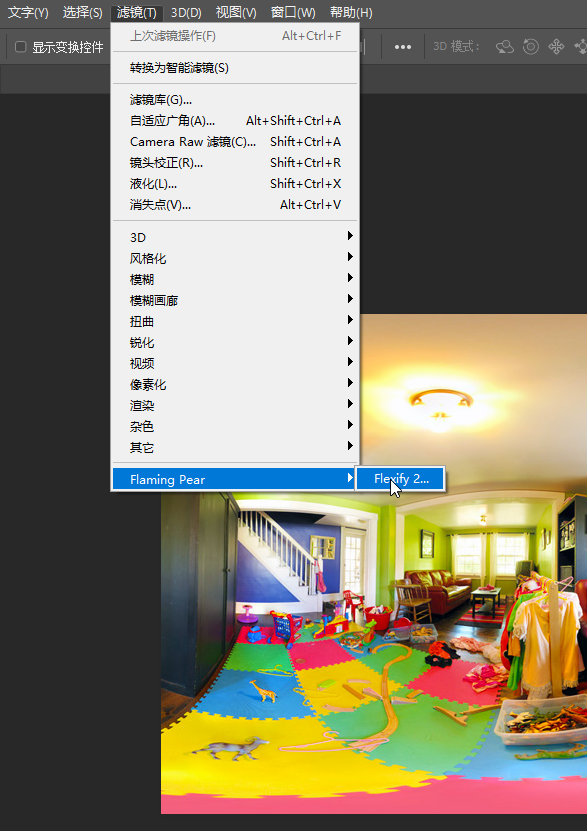 文字(Y) 选择(S) 滤镜(T) 3D(D) 视图(V) 窗口(W) 帮助(H)
显示变换控件
3D 模式:
上次滤镜操作(F) Alt+Ctrl+F
转换为智能滤镜(S)
滤镜库(G)...
自适应广角(A)... Alt+Shift+Ctrl+A
Camera Raw 滤镜(C)... Shift+Ctrl+A
镜头校正(R)... Shift+Ctrl+R
液化(L)... Shift+Ctrl+X
消失点(V)... Alt+Ctrl+V
3D
风格化
模糊
模糊画廊
扭曲
锐化
视频
像素化
渲染
杂色
其它
Flaming Pear
Flexify 2...